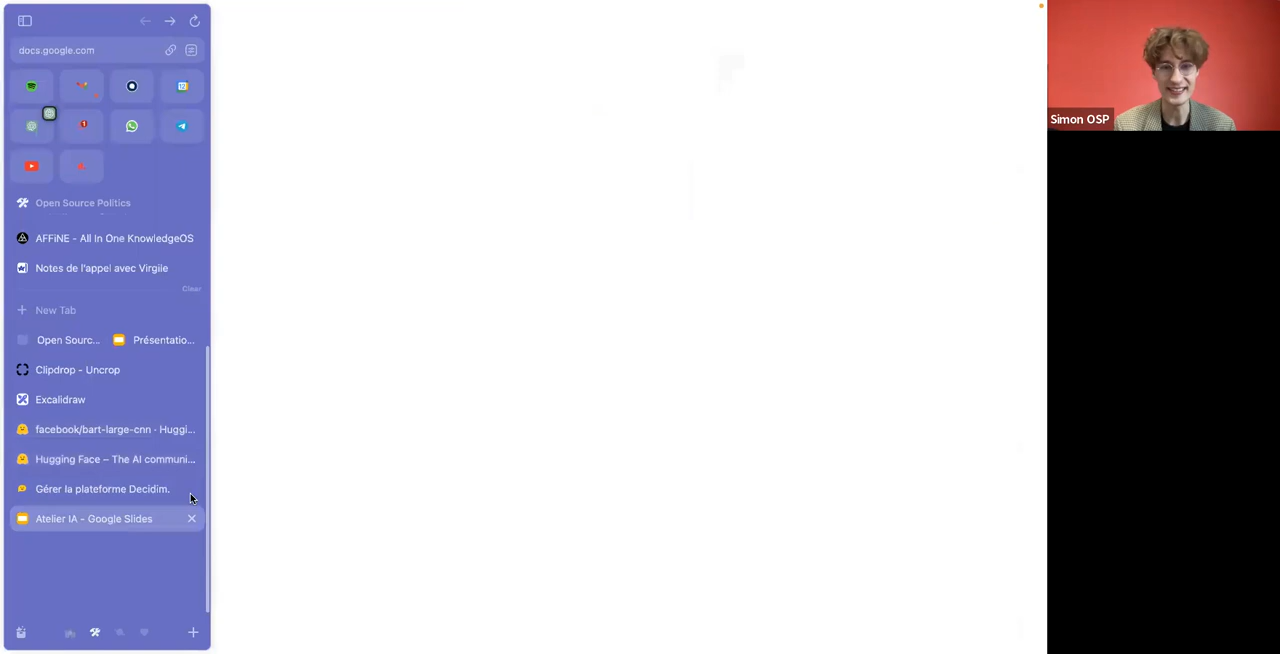 docs.google.com
12
1
Open Source Politics
AFFiNE - All In One KnowledgeOS
Notes de l'appel avec Virgile
Clear
New Tab
Open Sourc... Présentatio...
Clipdrop - Uncrop
Excalidraw
facebook/bart-large-cnn · Huggi...
Hugging Face – The AI communi...
Gérer la plateforme Decidim.
Atelier IA - Google Slides
Simon OSP